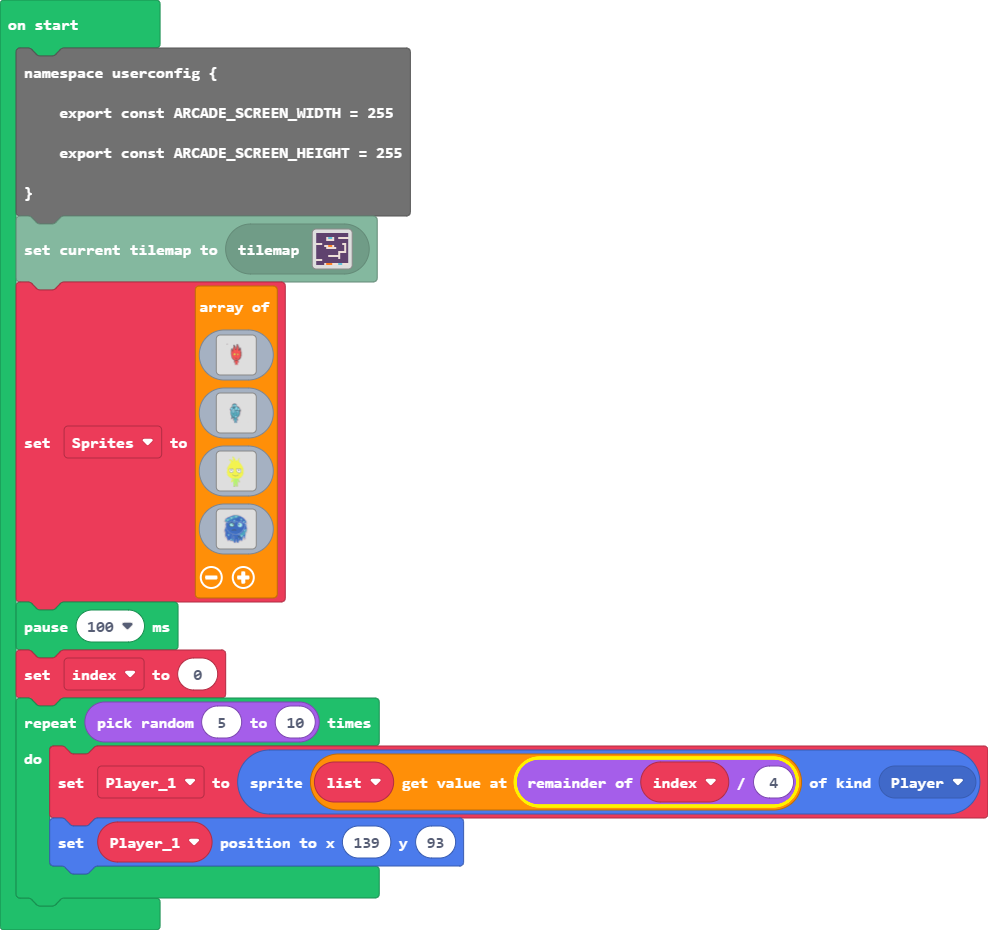 on start
namespace userconfig {
export const ARCADE_SCREEN_WIDTH = 255
export const ARCADE_SCREEN_HEIGHT = 255
}
set current tilemap to tilemap
array of
set Sprites to
pause 100 ms
set index to 0
repeat pick random 5 to 10 times
do
set Player_1 to sprite list get value at remainder of index / 4 of kind Player
set Player_1 position to x 139 y 93